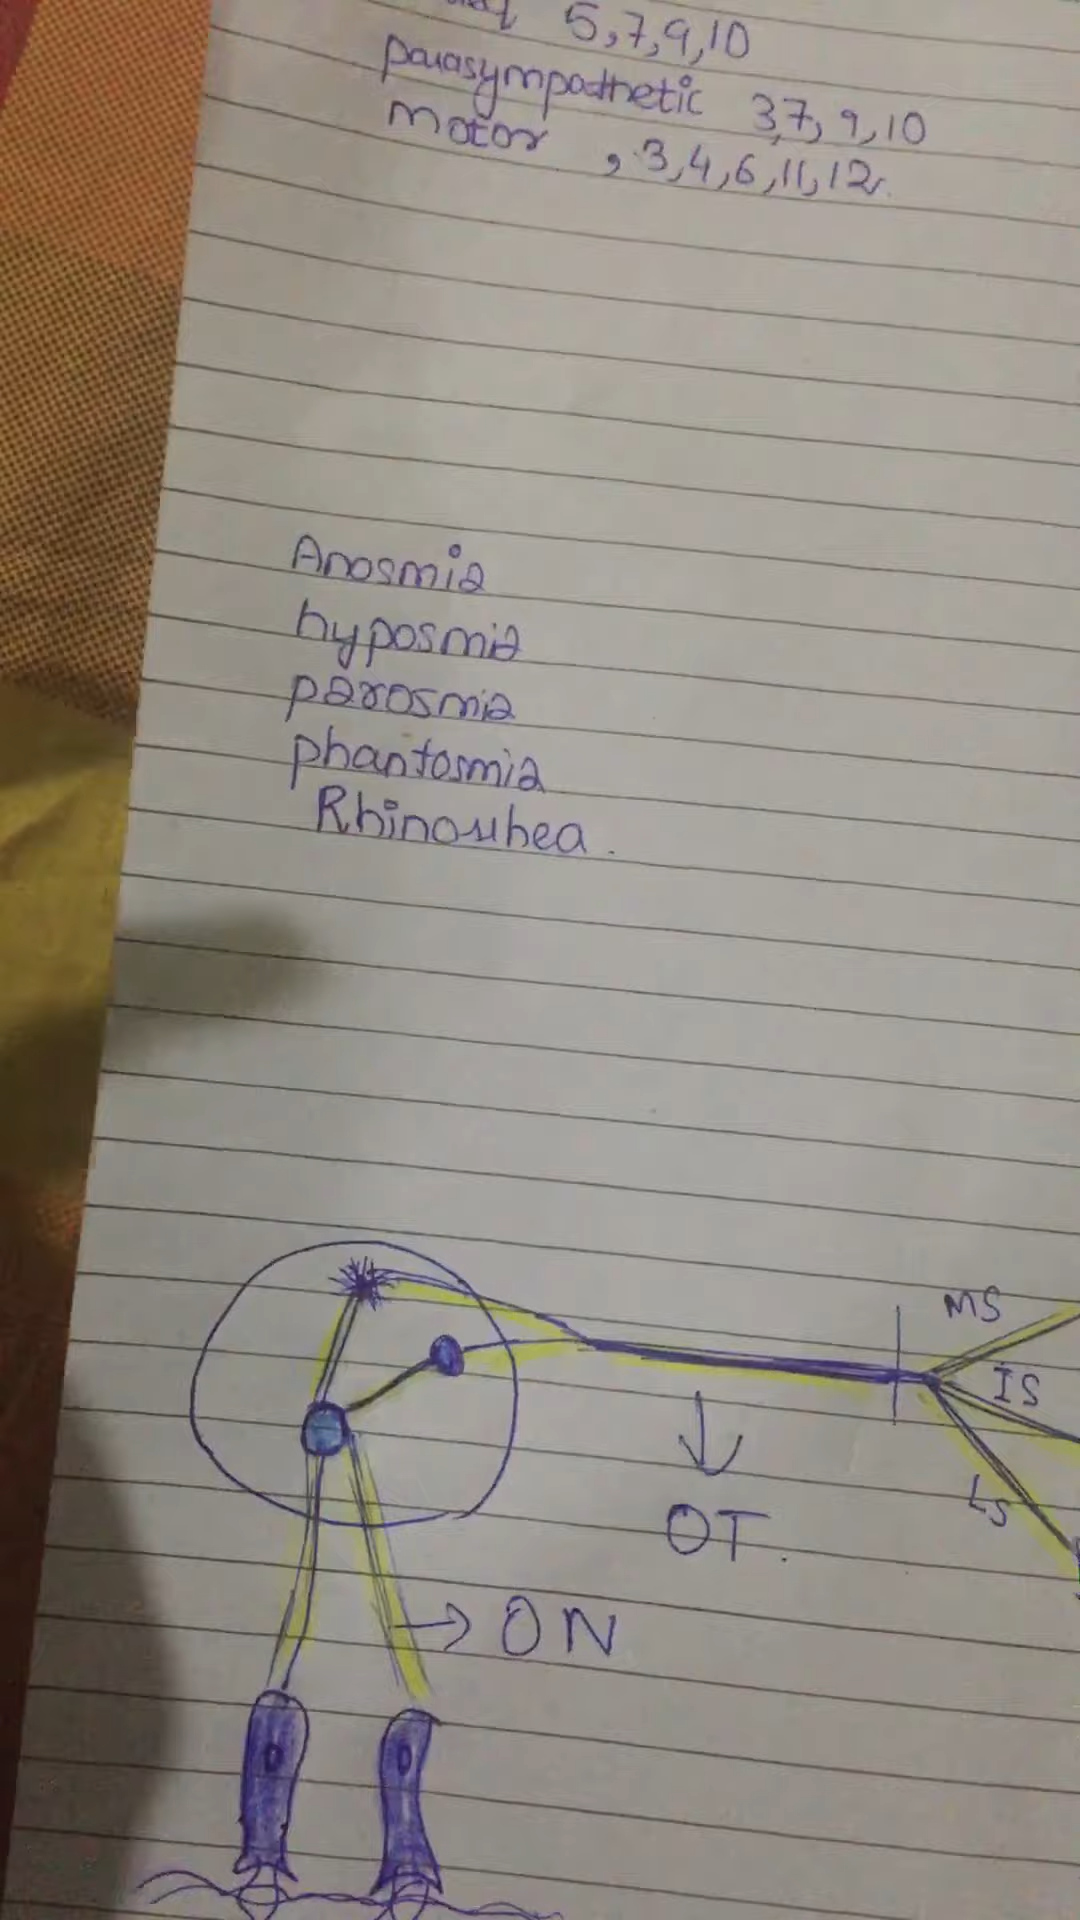 5,7,9,10
parasympathetic 3,7,9,10
motor , 3,4,6,11,12.
Anosmia
hyposmia
parosmia
phantosmia
Rhinorrhea.
MS
IS
LS
OT.
ON